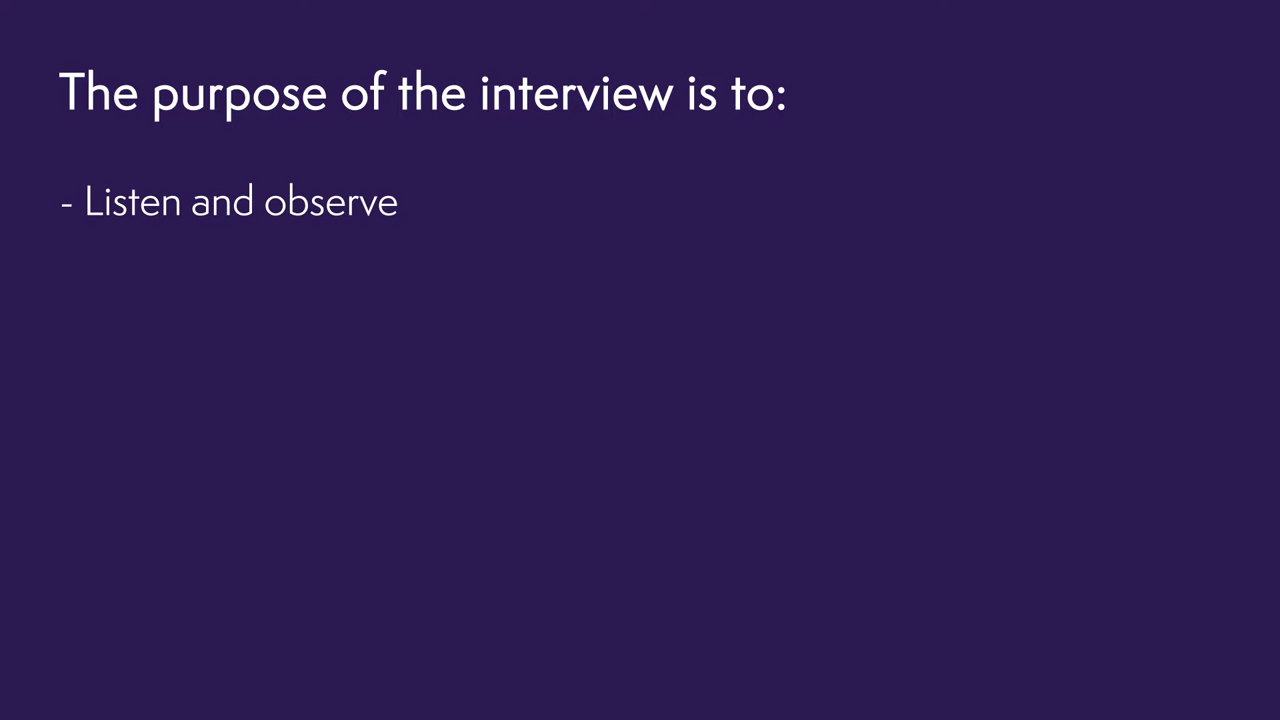 The purpose of the interview is to:
- Listen and observe